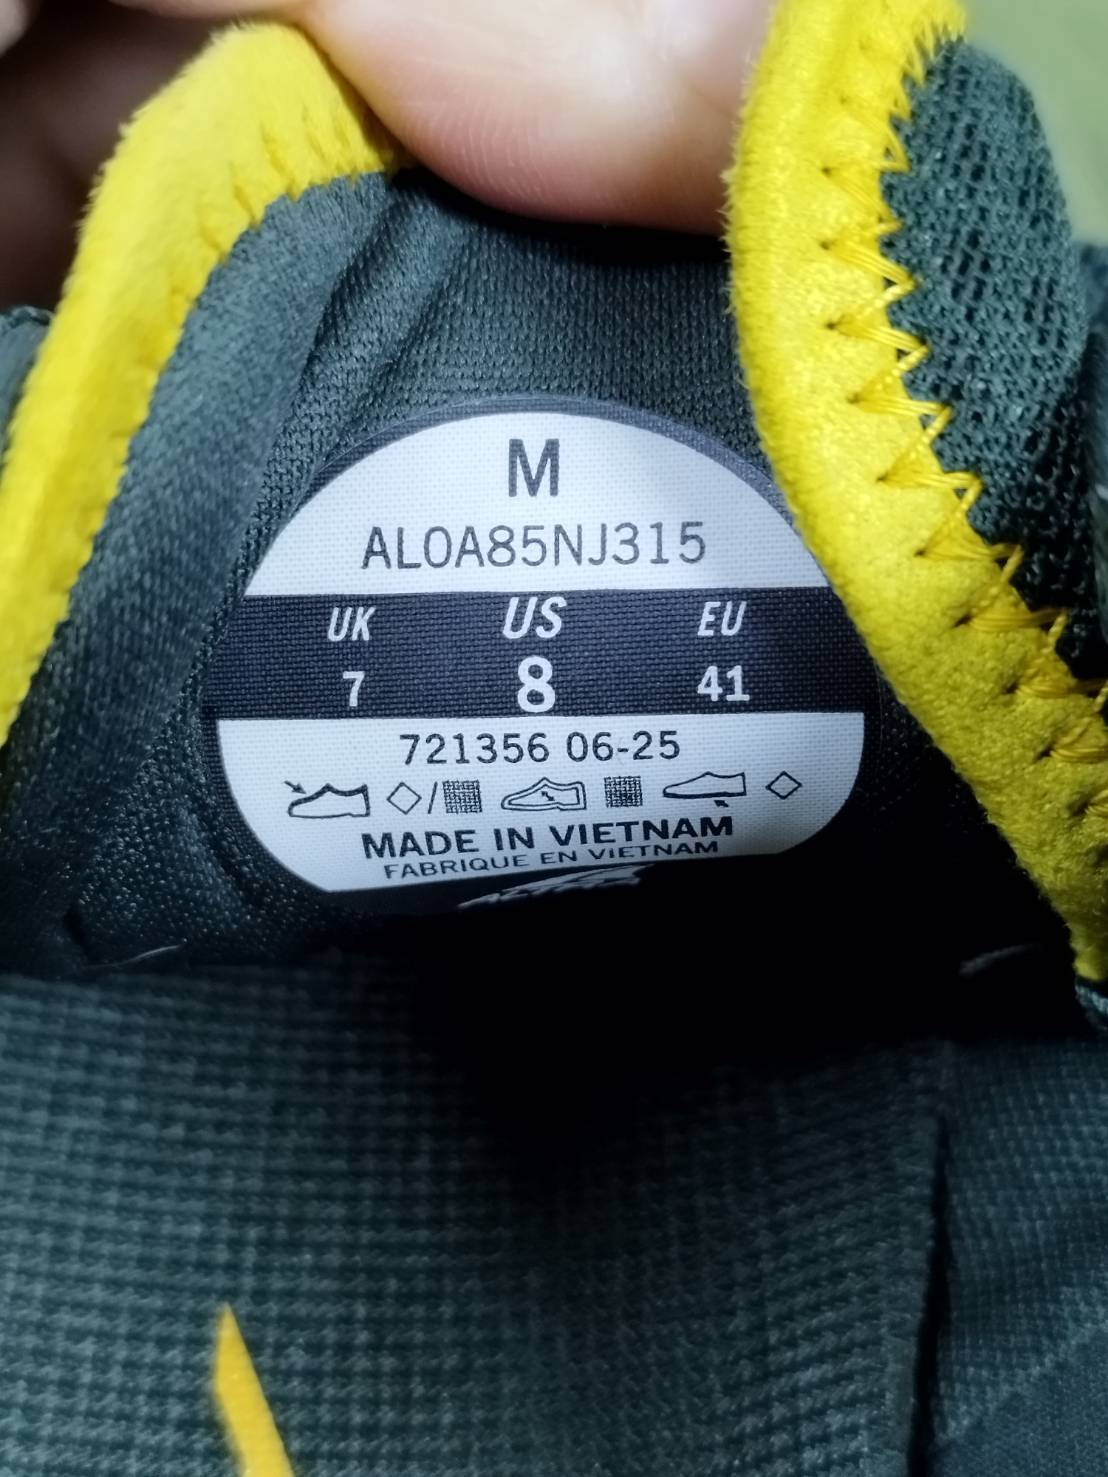 M
AL0A85NJ315
UK US EU
7 8 41
721356 06-25
MADE IN VIETNAM
FABRIQUE EN VIETNAM